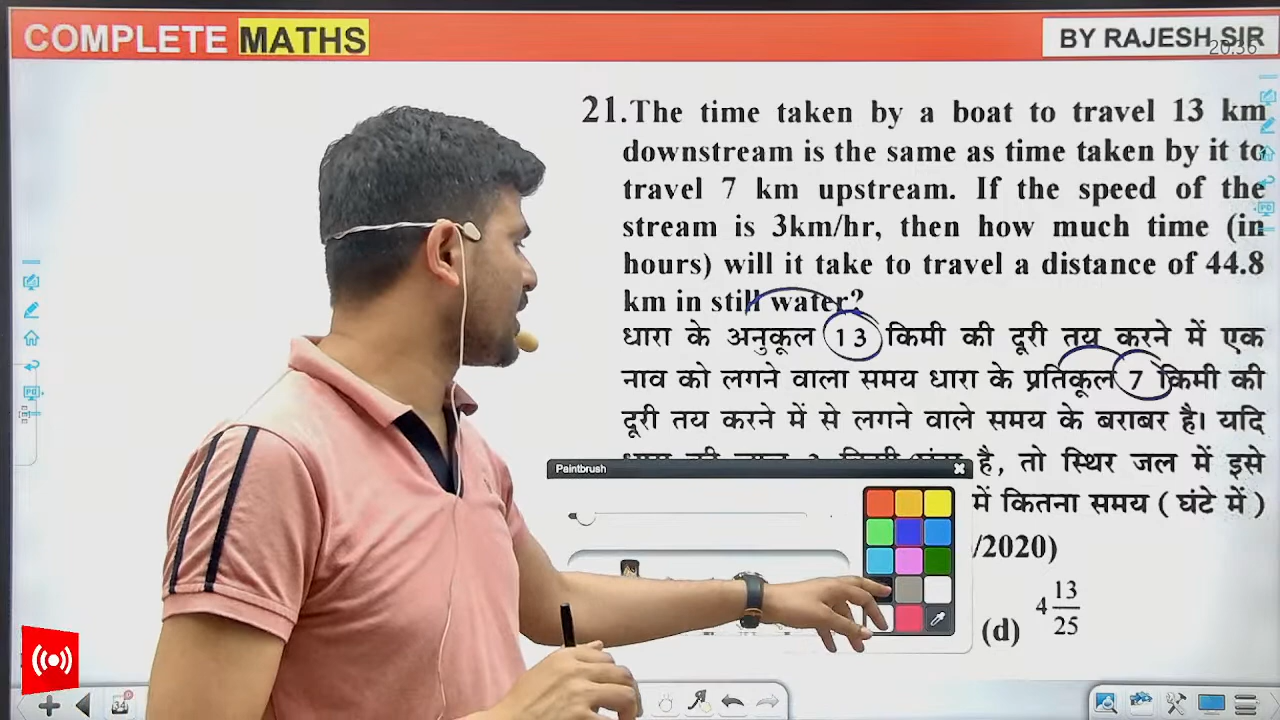 COMPLETE MATHS
BY RAJESH SIR
20:36
21.The time taken by a boat to travel 13 km
downstream is the same as time taken by it to
travel 7 km upstream. If the speed of the
stream is 3km/hr, then how much time (in
hours) will it take to travel a distance of 44.8
km in still water?
धारा के अनुकूल 13 किमी की दूरी तय करने में एक
नाव को लगने वाला समय धारा के प्रतिकूल 7 किमी की
दूरी तय करने में से लगने वाले समय के बराबर है। यदि
है, तो स्थिर जल में इसे
Paintbrush
में कितना समय ( घंटे में )
/2020)
(d) 4 13/25
34